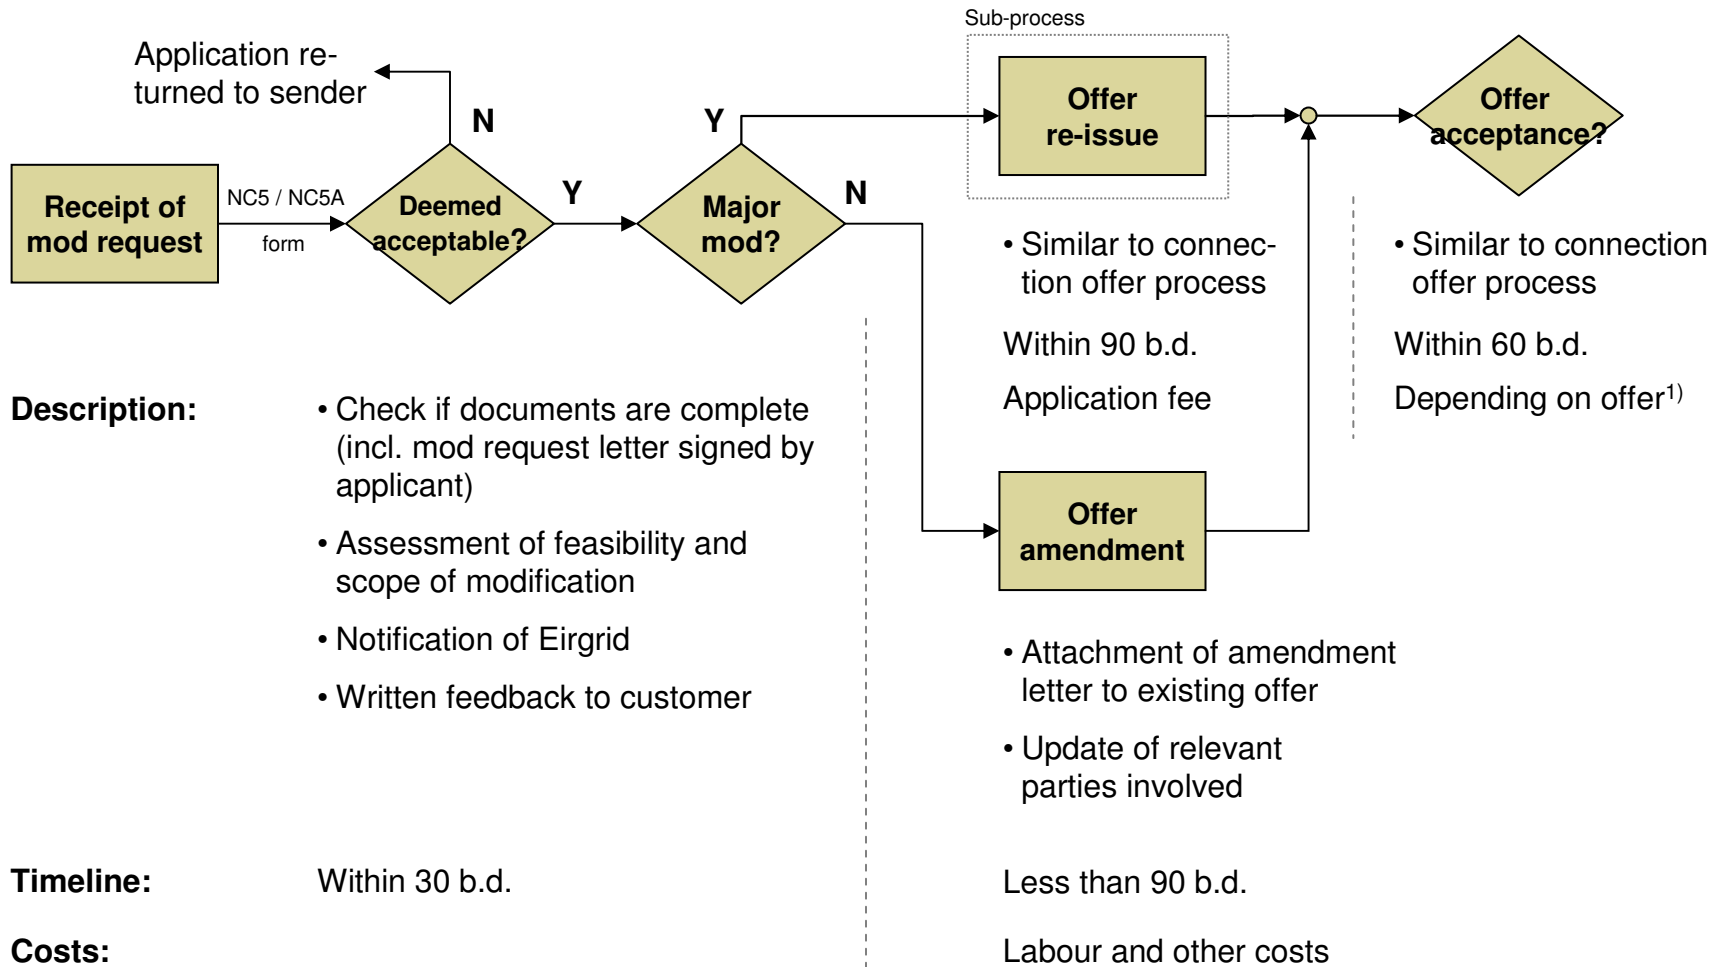 Sub-process
Application re-
turned to sender
N
Y
Offer
re-issue
Offer
acceptance?
Receipt of
mod request
NC5 / NC5A
form
Deemed
acceptable?
Y
Major
mod?
N
• Similar to connec-
tion offer process
Within 90 b.d.
Application fee
• Similar to connection
offer process
Within 60 b.d.
Depending on offer1)
Description:
• Check if documents are complete
(incl. mod request letter signed by
applicant)
• Assessment of feasibility and
scope of modification
• Notification of Eirgrid
• Written feedback to customer
Offer
amendment
• Attachment of amendment
letter to existing offer
• Update of relevant
parties involved
Timeline:
Within 30 b.d.
Less than 90 b.d.
Costs:
Labour and other costs